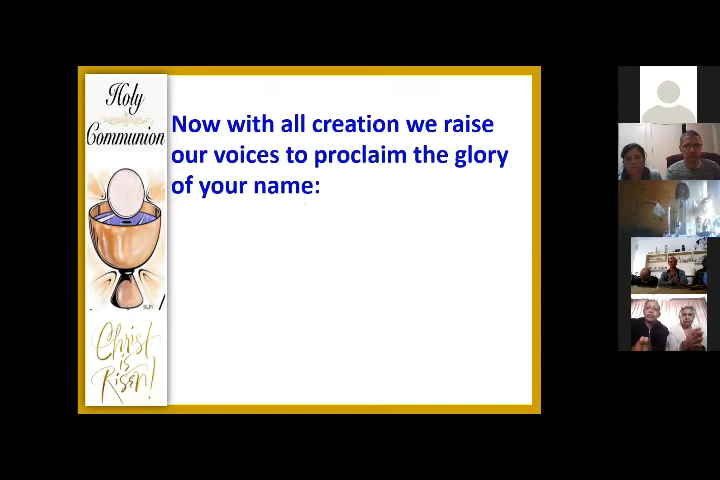 Holy
Communion
Now with all creation we raise
our voices to proclaim the glory
of your name:
Christ
is
Risen!